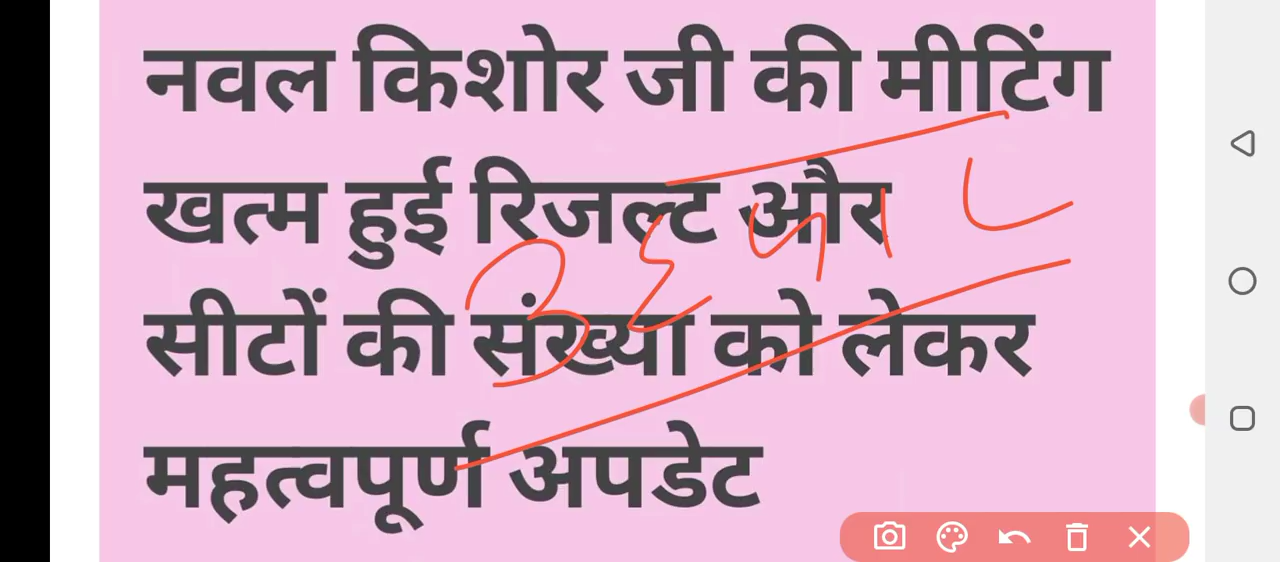 नवल किशोर जी की मीटिंग
खत्म हुई रिजल्ट और
सीटों की संख्या को लेकर
महत्वपूर्ण अपडेट